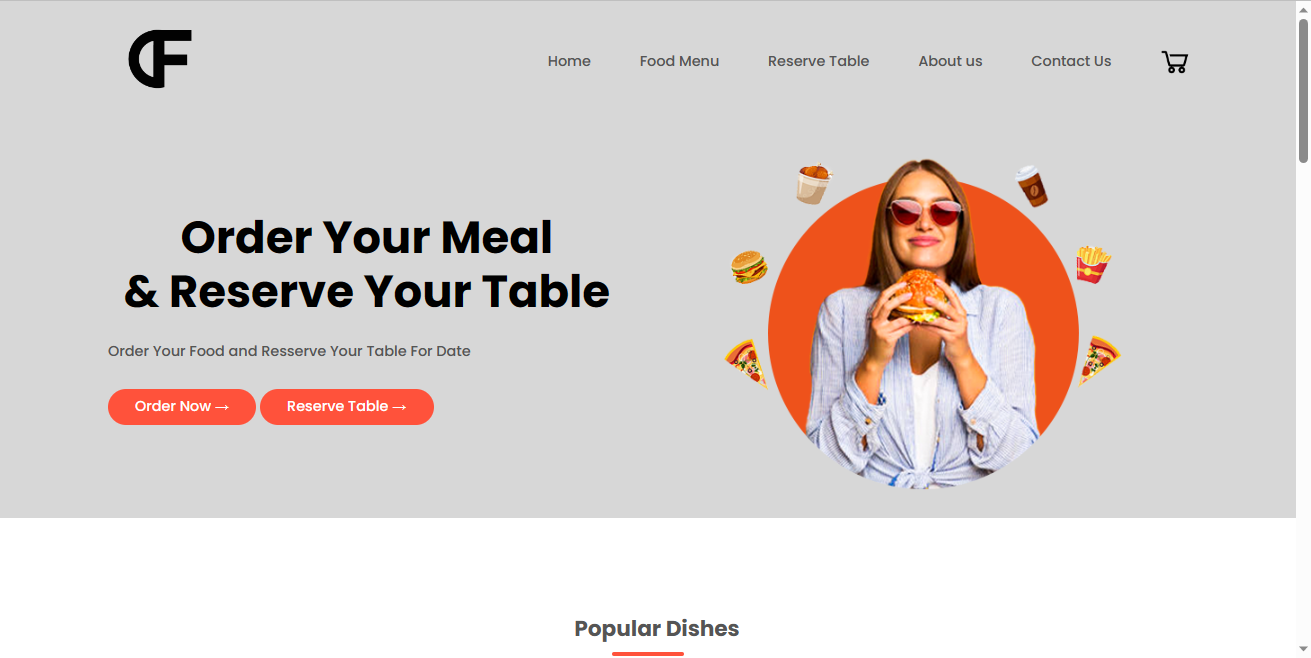 CF
Home
Food Menu
Reserve Table
About us
Contact Us
Order Your Meal
& Reserve Your Table
Order Your Food and Resserve Your Table For Date
Order Now →
Reserve Table →
Popular Dishes